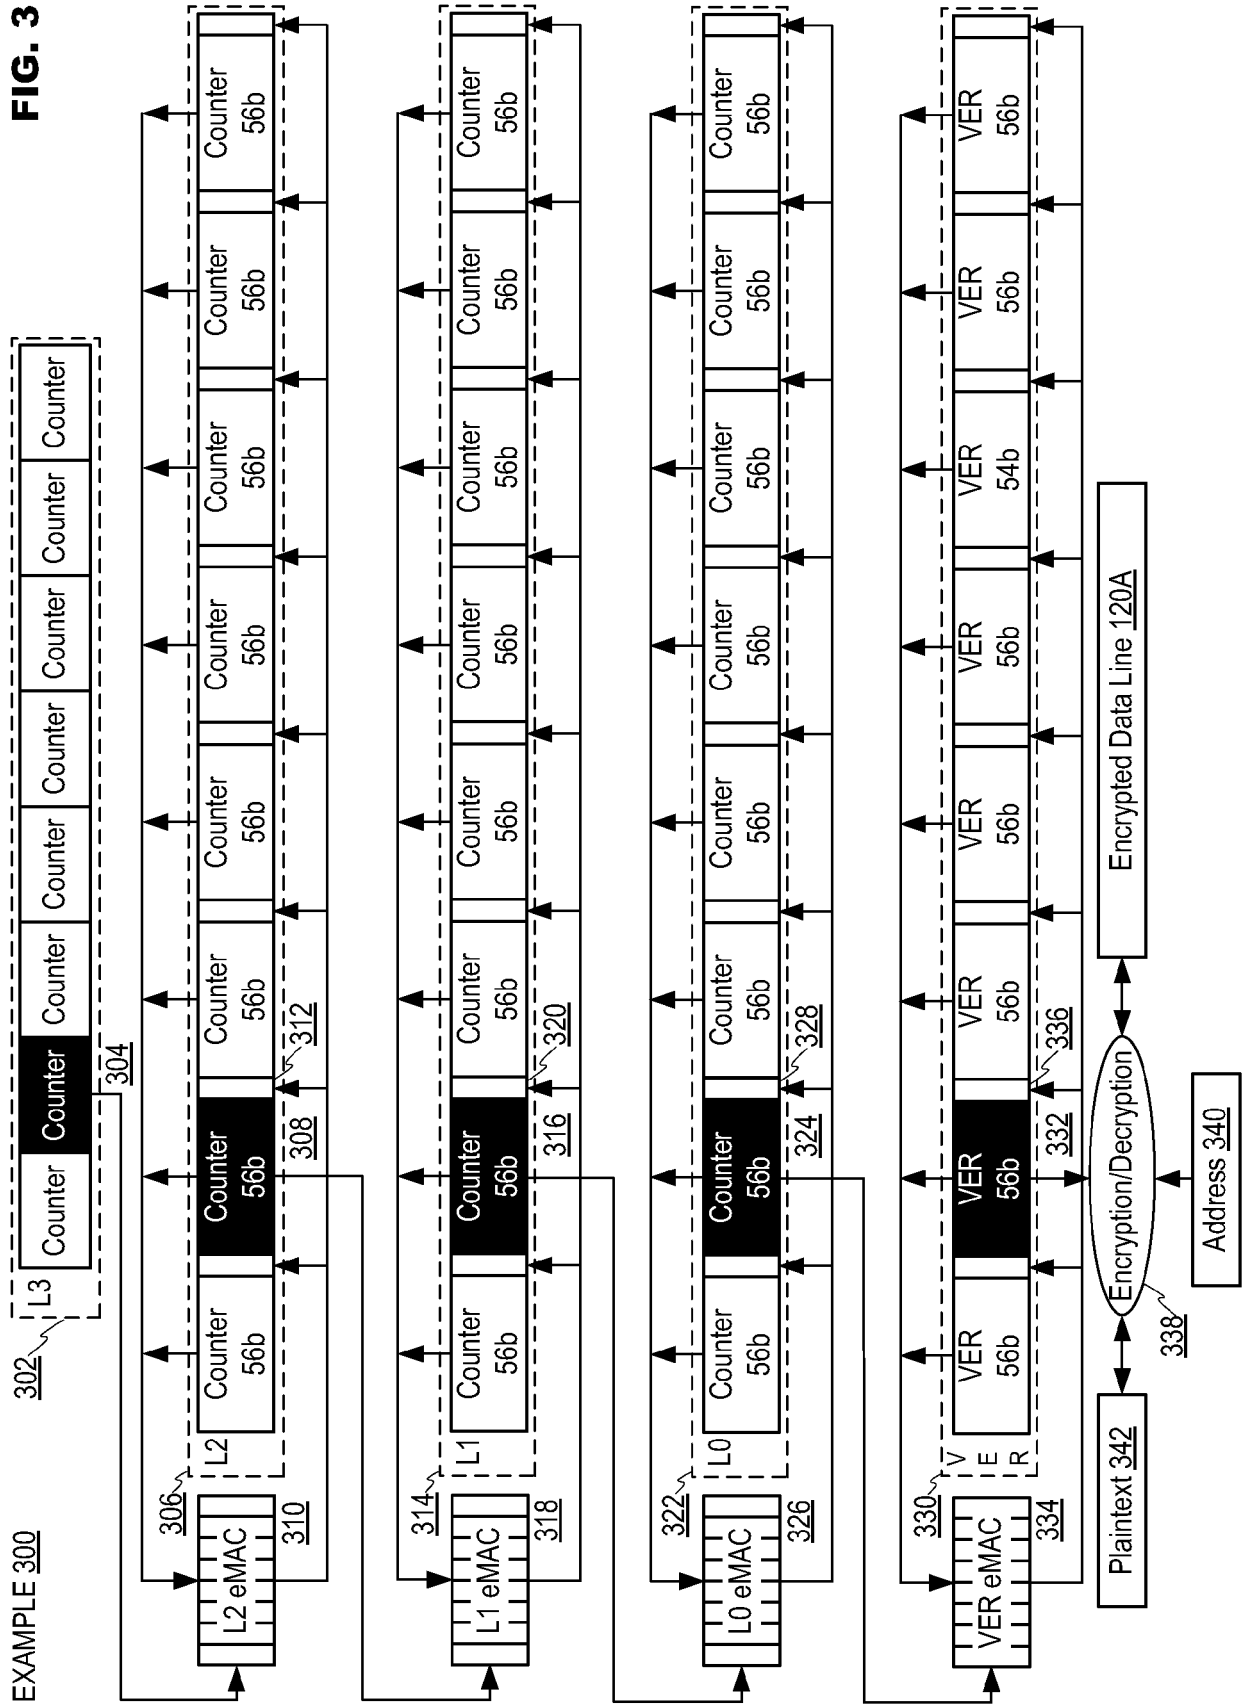 EXAMPLE 300
FIG. 3
302
L3
Counter Counter Counter Counter Counter Counter Counter Counter
304
306
L2
L2 eMAC
310
Counter Counter Counter Counter Counter Counter Counter Counter
56b 56b 56b 56b 56b 56b 56b 56b
308
312
314
L1
L1 eMAC
318
Counter Counter Counter Counter Counter Counter Counter Counter
56b 56b 56b 56b 56b 56b 56b 56b
316
320
322
L0
L0 eMAC
326
Counter Counter Counter Counter Counter Counter Counter Counter
56b 56b 56b 56b 56b 56b 56b 56b
324
328
330
V
E
R
VER eMAC
334
VER VER VER VER VER VER VER VER
56b 56b 56b 56b 56b 54b 56b 56b
332
336
Plaintext 342
Encryption/Decryption
338
Encrypted Data Line 120A
Address 340